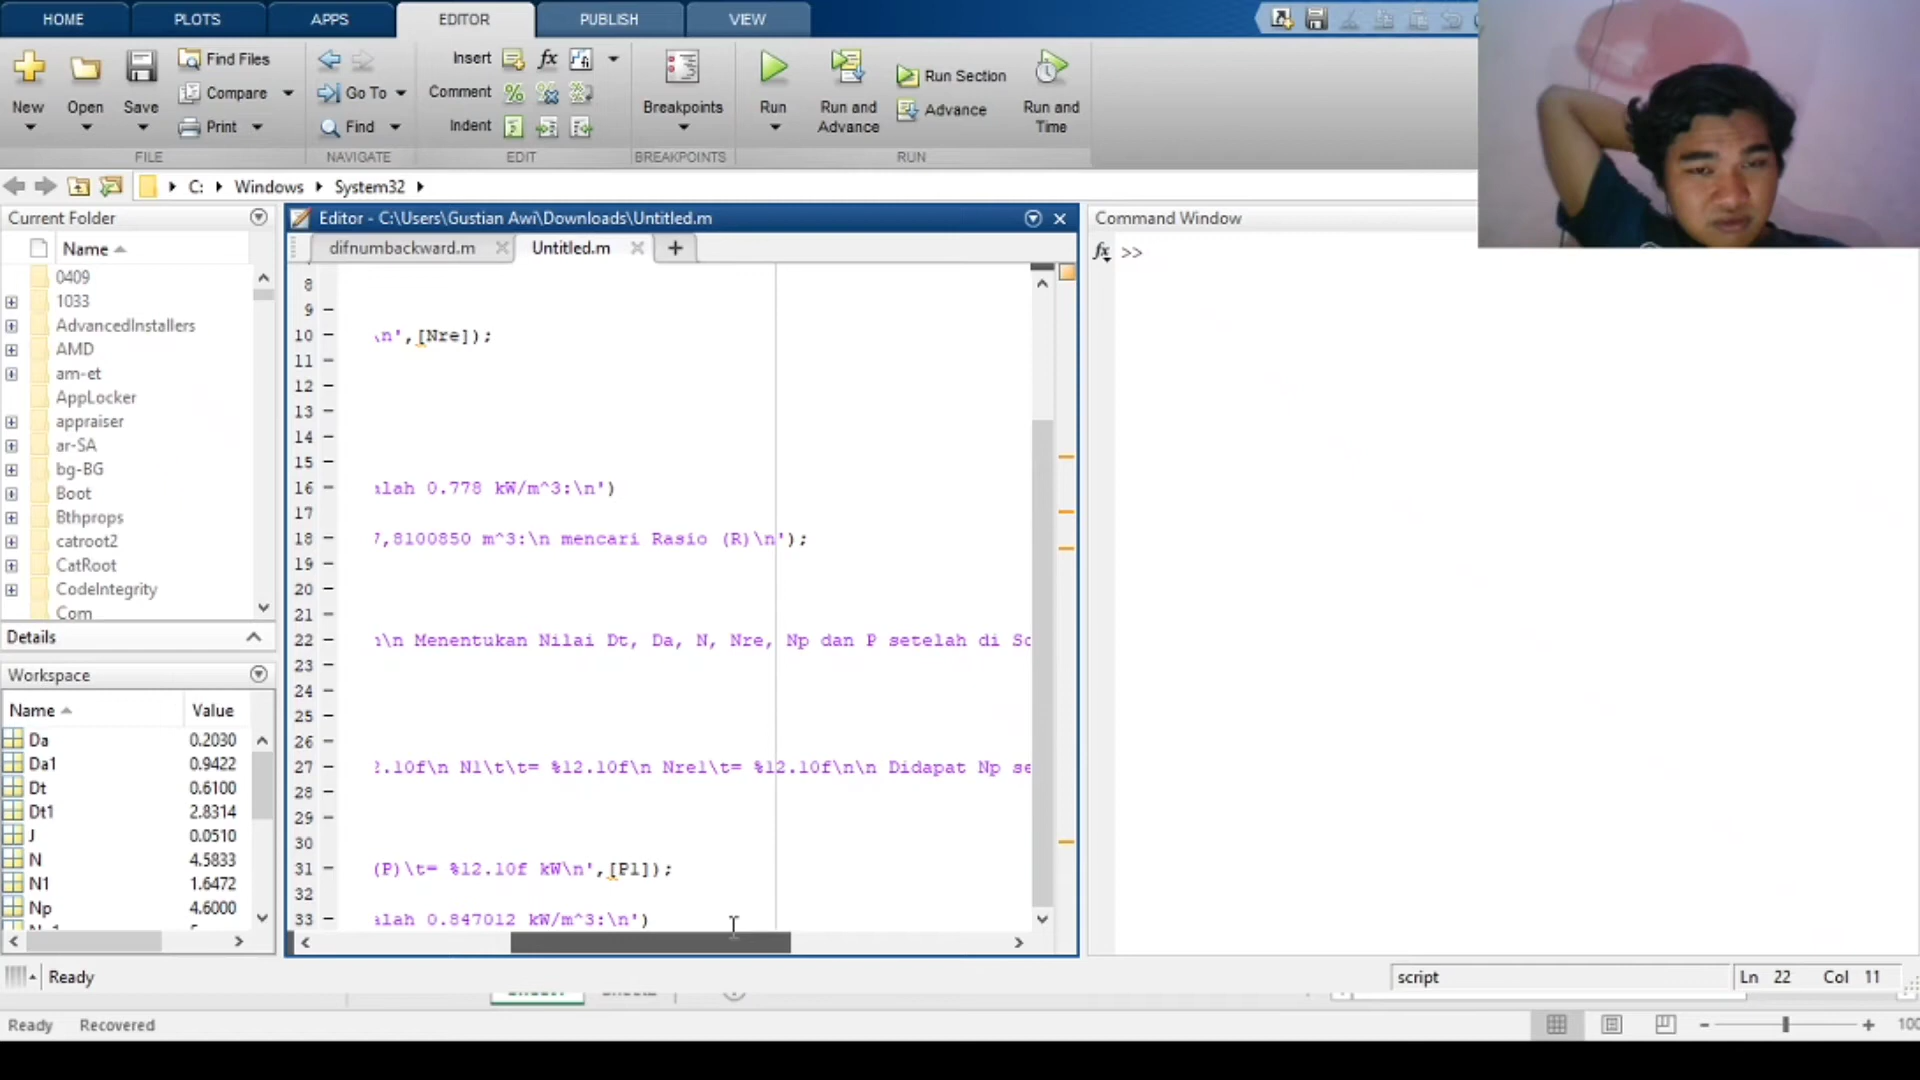 HOME PLOTS APPS EDITOR PUBLISH VIEW
Find Files Insert fx
Compare Go To Comment Run Section
New Open Save Breakpoints Run Run and Advance Run and
Print Find Indent Advance Time
FILE NAVIGATE EDIT BREAKPOINTS RUN
C: Windows System32
Current Folder
Name
0409
1033
AdvancedInstallers
AMD
am-et
AppLocker
appraiser
ar-SA
bg-BG
Boot
Bthprops
catroot2
CatRoot
CodeIntegrity
Com
Details
Workspace
Name Value
Da 0.2030
Da1 0.9422
Dt 0.6100
Dt1 2.8314
J 0.0510
N 4.5833
N1 1.6472
Np 4.6000
Editor - C:\Users\Gustian Awi\Downloads\Untitled.m
difnumbackward.m Untitled.m +
8
9 -
10 - \n',[Nre]);
11 -
12 -
13 -
14 -
15 -
16 - alah 0.778 kW/m^3:\n')
17 -
18 - 7,8100850 m^3:\n mencari Rasio (R)\n');
19 -
20 -
21 -
22 - n\n Menentukan Nilai Dt, Da, N, Nre, Np dan P setelah di Sc
23 -
24 -
25 -
26 -
27 - 2.10f\n N1\t\t= %12.10f\n Nre1\t= %12.10f\n\n Didapat Np se
28 -
29 -
30
31 - (P)\t= %12.10f kW\n',[P1]);
32
33 - alah 0.847012 kW/m^3:\n')
Command Window
fx >>
Ready script Ln 22 Col 11
Ready Recovered 100